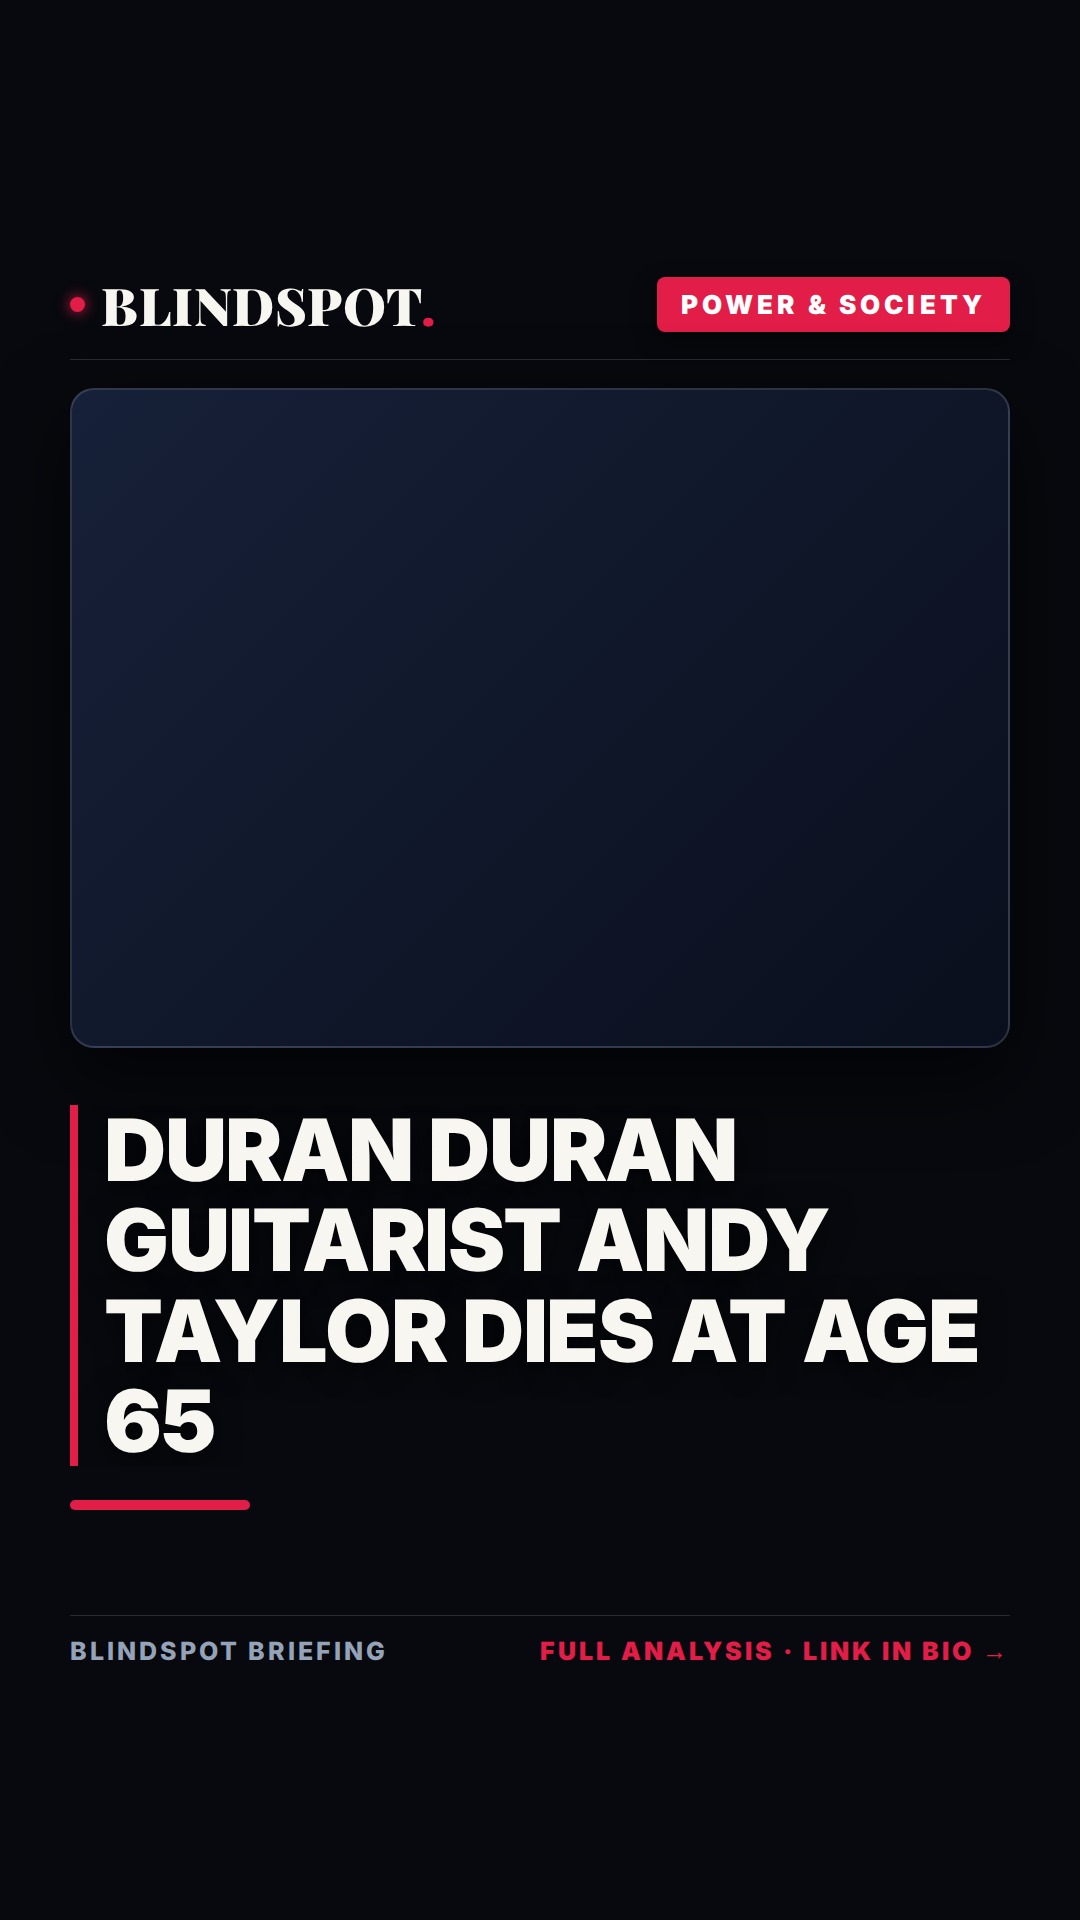 BLINDSPOT.
POWER & SOCIETY
DURAN DURAN
GUITARIST ANDY
TAYLOR DIES AT AGE
65
BLINDSPOT BRIEFING
FULL ANALYSIS · LINK IN BIO →